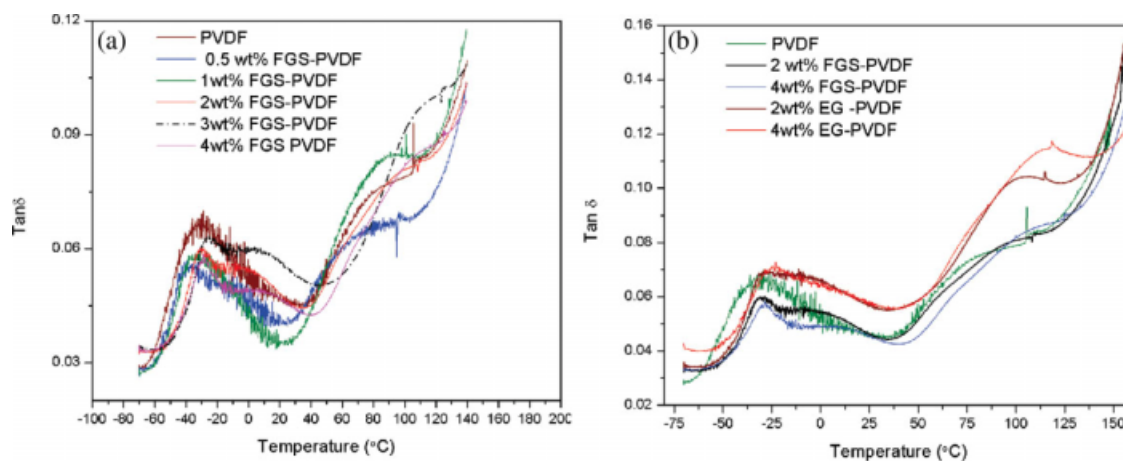 (a)
PVDF
0.5 wt% FGS-PVDF
1wt% FGS-PVDF
2wt% FGS-PVDF
3wt% FGS-PVDF
4wt% FGS PVDF
0.12
0.09
0.06
0.03
Tanδ
-100 -80 -60 -40 -20 0 20 40 60 80 100 120 140 160 180 200
Temperature (°C)
(b)
PVDF
2 wt% FGS-PVDF
4wt% FGS-PVDF
2wt% EG -PVDF
4wt% EG-PVDF
0.16
0.14
0.12
0.10
0.08
0.06
0.04
0.02
Tan δ
-75 -50 -25 0 25 50 75 100 125 150
Temperature (°C)